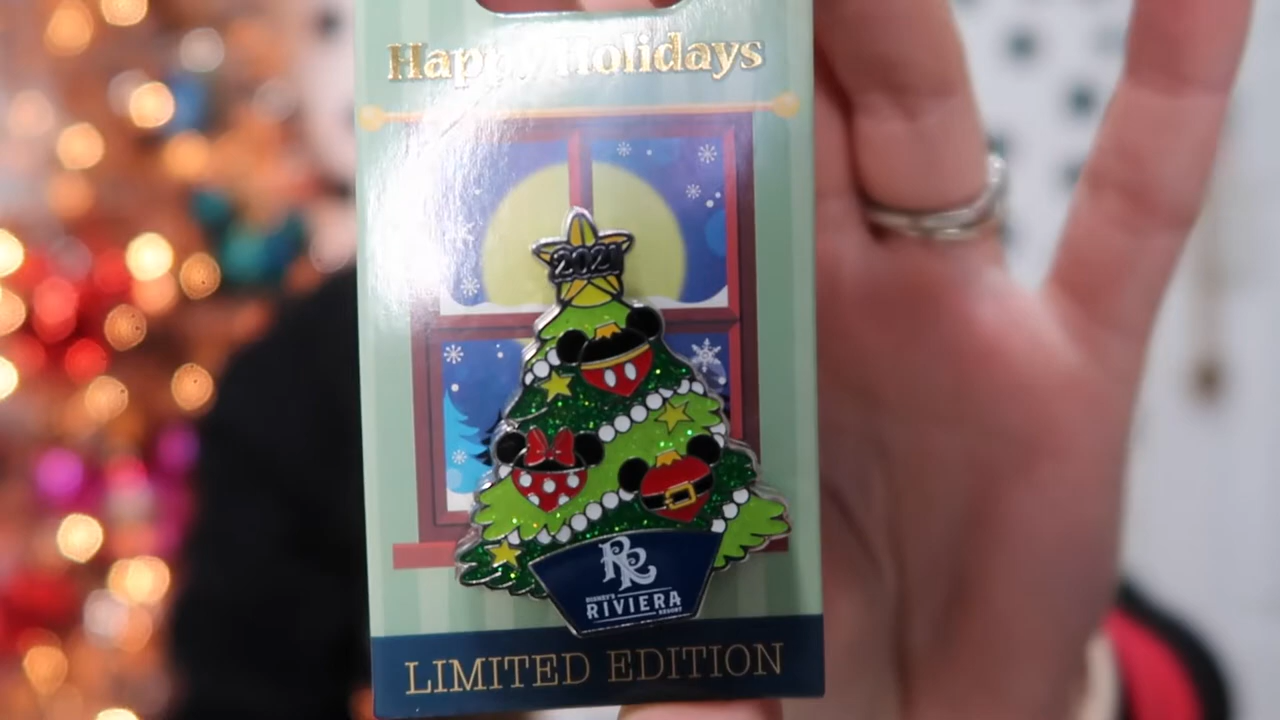 Happy Holidays
2021
RR
DISNEY'S
RIVIERA
RESORT
LIMITED EDITION